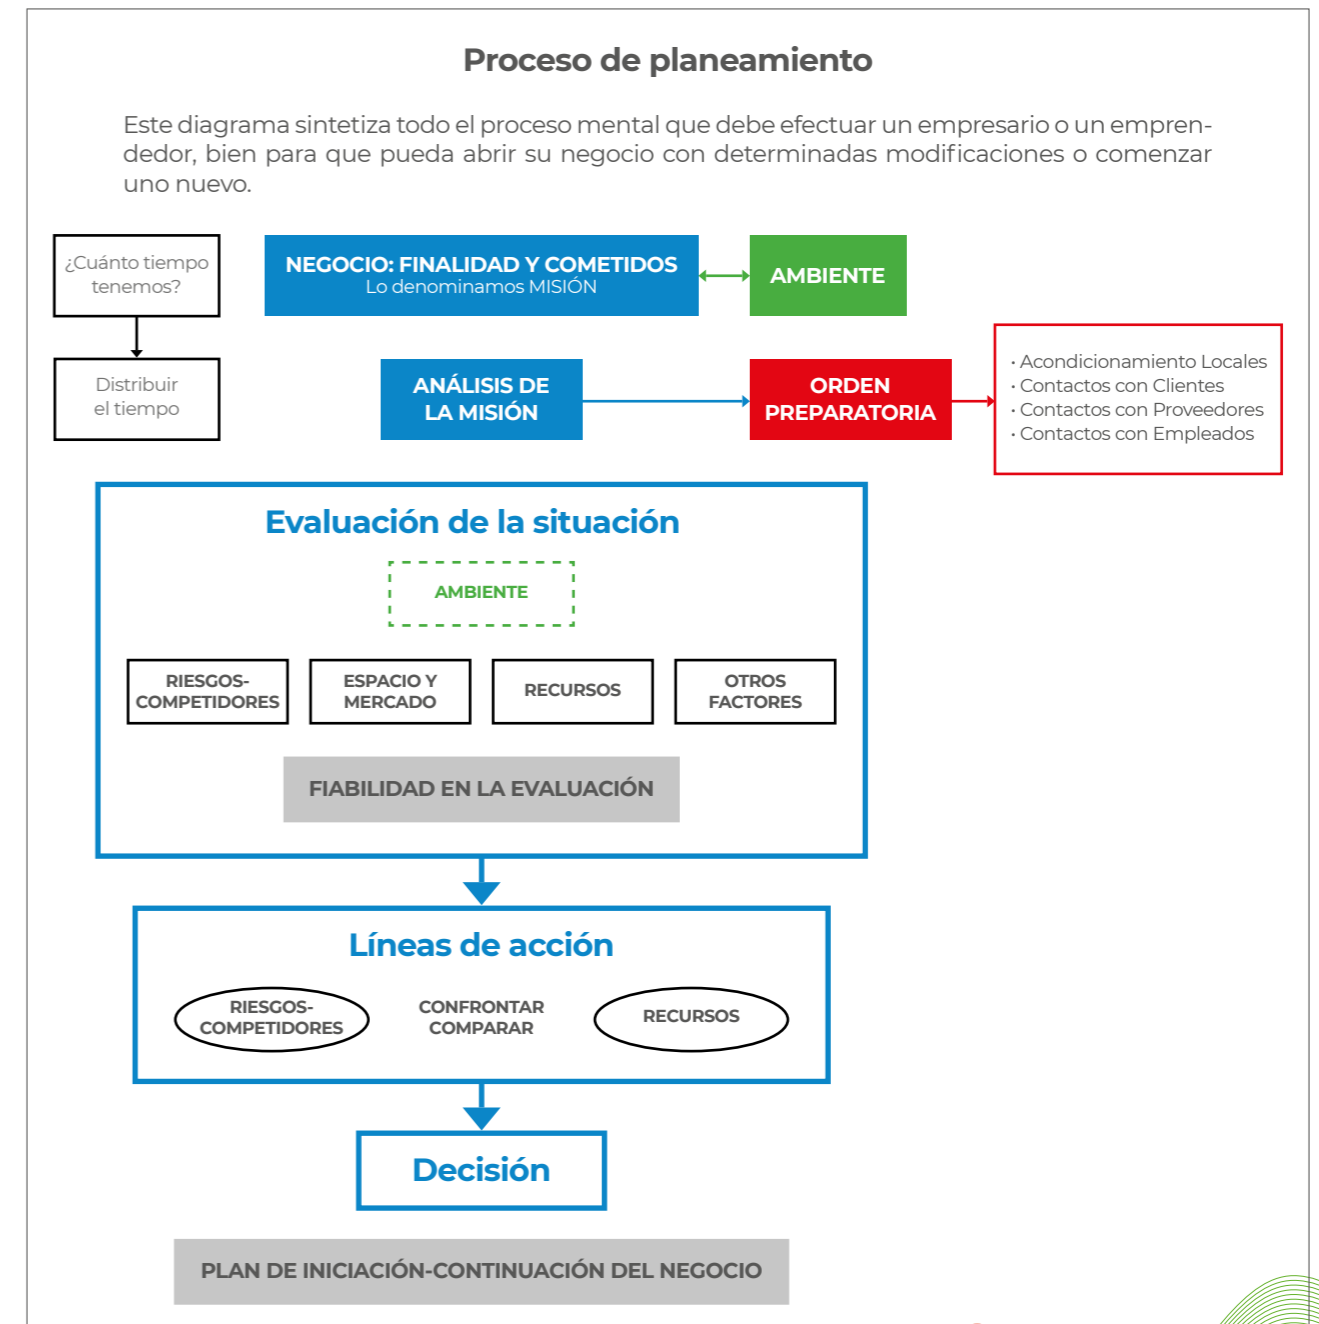 Proceso de planeamiento
Este diagrama sintetiza todo el proceso mental que debe efectuar un empresario o un empren-
dedor, bien para que pueda abrir su negocio con determinadas modificaciones o comenzar
uno nuevo.
¿Cuánto tiempo
tenemos?
NEGOCIO: FINALIDAD Y COMETIDOS
Lo denominamos MISIÓN
AMBIENTE
Distribuir
el tiempo
ANÁLISIS DE
LA MISIÓN
ORDEN
PREPARATORIA
· Acondicionamiento Locales
· Contactos con Clientes
· Contactos con Proveedores
· Contactos con Empleados
Evaluación de la situación
AMBIENTE
RIESGOS-
COMPETIDORES
ESPACIO Y
MERCADO
RECURSOS
OTROS
FACTORES
FIABILIDAD EN LA EVALUACIÓN
Líneas de acción
RIESGOS-
COMPETIDORES
CONFRONTAR
COMPARAR
RECURSOS
Decisión
PLAN DE INICIACIÓN-CONTINUACIÓN DEL NEGOCIO